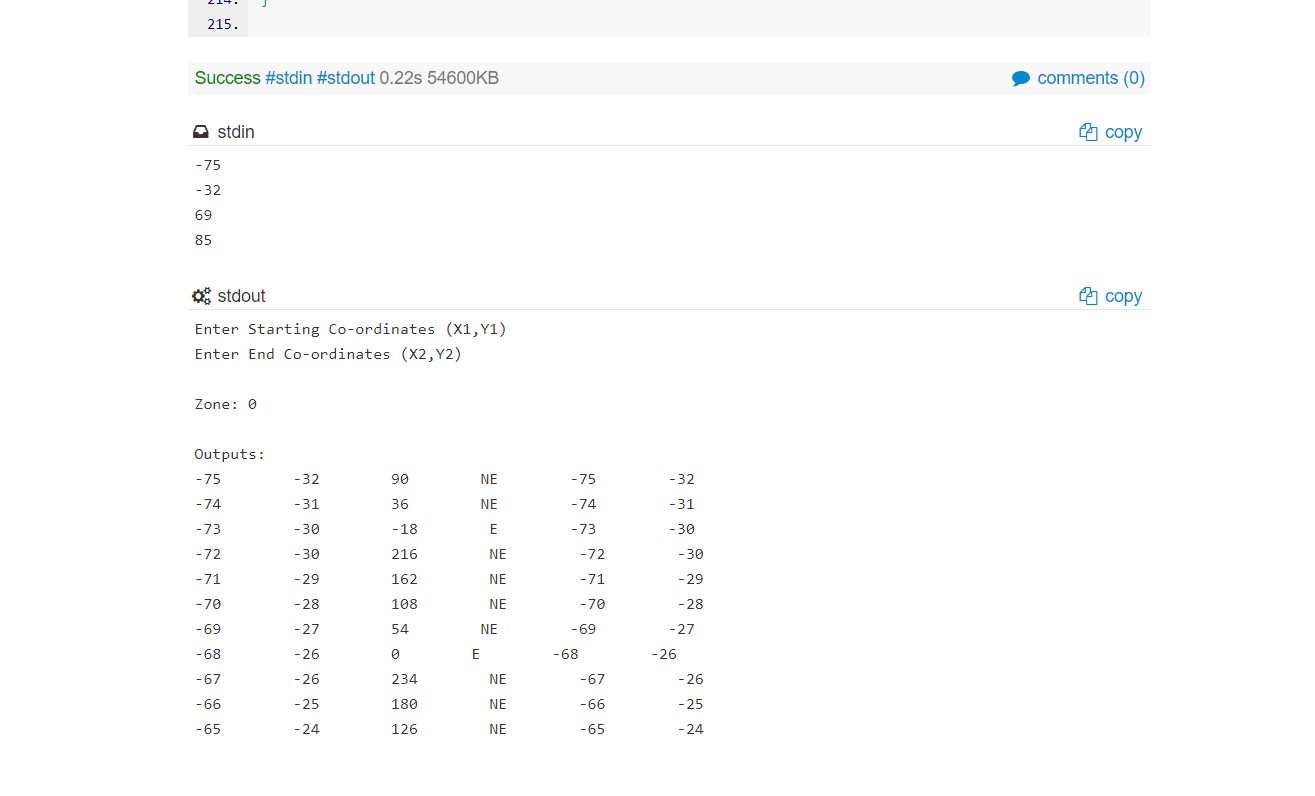 214. }
215.
Success #stdin #stdout 0.22s 54600KB comments (0)
stdin copy
-75
-32
69
85
stdout copy
Enter Starting Co-ordinates (X1,Y1)
Enter End Co-ordinates (X2,Y2)
Zone: 0
Outputs:
-75 -32 90 NE -75 -32
-74 -31 36 NE -74 -31
-73 -30 -18 E -73 -30
-72 -30 216 NE -72 -30
-71 -29 162 NE -71 -29
-70 -28 108 NE -70 -28
-69 -27 54 NE -69 -27
-68 -26 0 E -68 -26
-67 -26 234 NE -67 -26
-66 -25 180 NE -66 -25
-65 -24 126 NE -65 -24